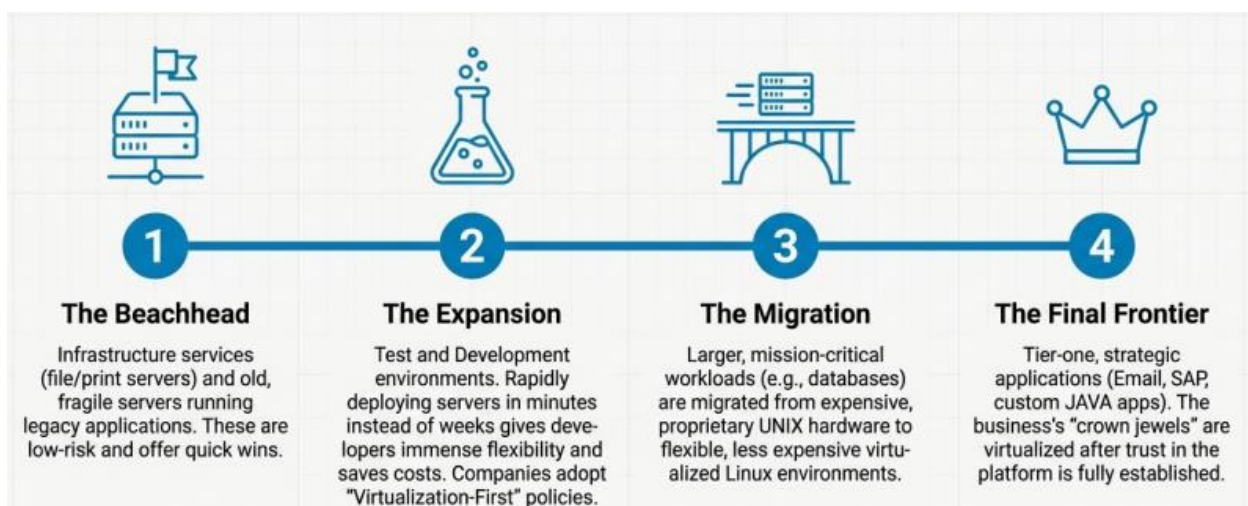 1
The Beachhead
Infrastructure services
(file/print servers) and old,
fragile servers running
legacy applications. These are
low-risk and offer quick wins.
2
The Expansion
Test and Development
environments. Rapidly
deploying servers in minutes
instead of weeks gives deve-
lopers immense flexibility and
saves costs. Companies adopt
"Virtualization-First" policies.
3
The Migration
Larger, mission-critical
workloads (e.g., databases)
are migrated from expensive,
proprietary UNIX hardware to
flexible, less expensive virtu-
alized Linux environments.
4
The Final Frontier
Tier-one, strategic
applications (Email, SAP,
custom JAVA apps). The
business's "crown jewels" are
virtualized after trust in the
platform is fully established.